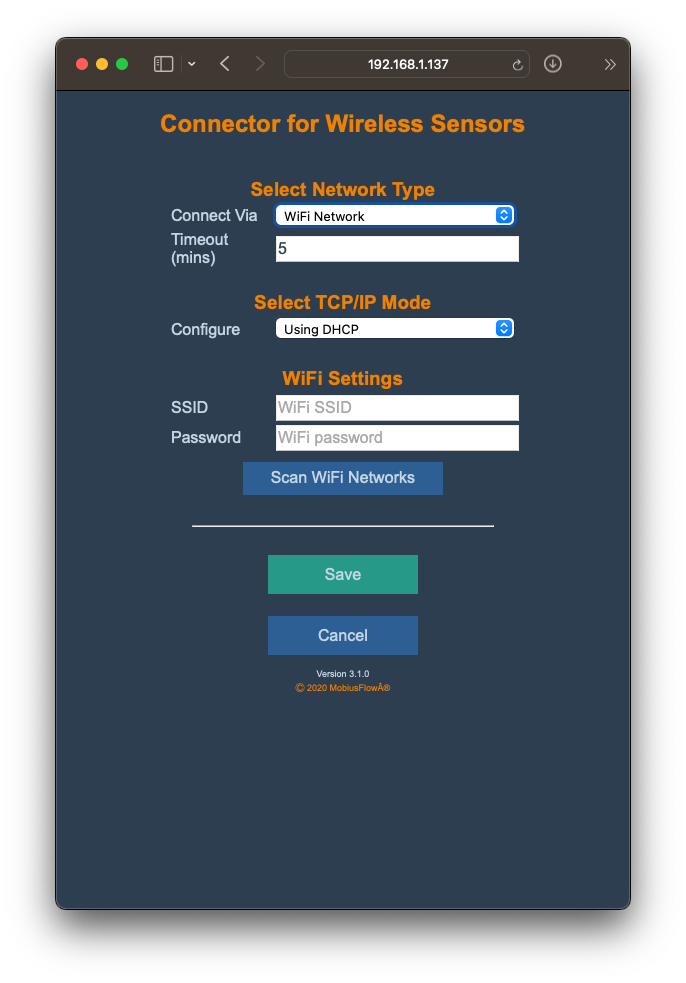 192.168.1.137
Connector for Wireless Sensors
Select Network Type
Connect Via WiFi Network
Timeout
(mins) 5
Select TCP/IP Mode
Configure Using DHCP
WiFi Settings
SSID WiFi SSID
Password WiFi password
Scan WiFi Networks
Save
Cancel
Version 3.1.0
© 2020 MobiusFlowÂ®